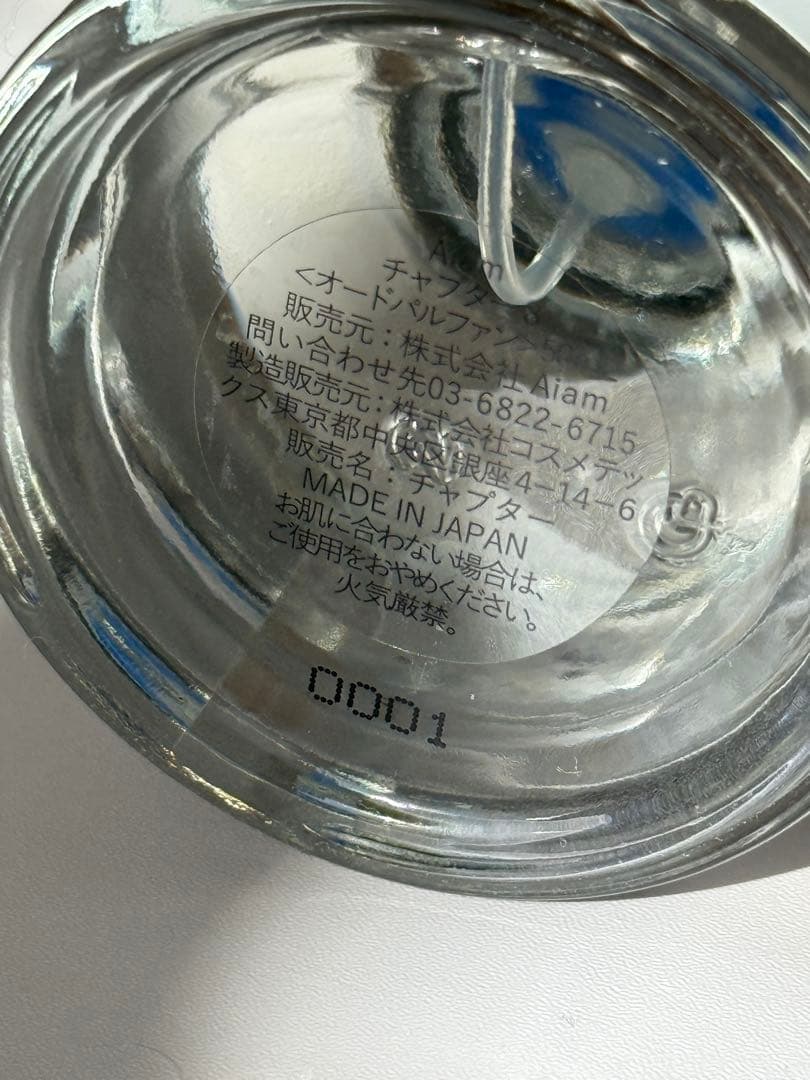 Aiam
チャプター
<オードパルファン>50
販売元：株式会社 Aiam
問い合わせ先03-6822-6715
製造販売元：株式会社コスメテッ
クス東京都中央区銀座4-14-6
販売名：チャプター
MADE IN JAPAN
お肌に合わない場合は、
ご使用をおやめください。
火気厳禁。
0001